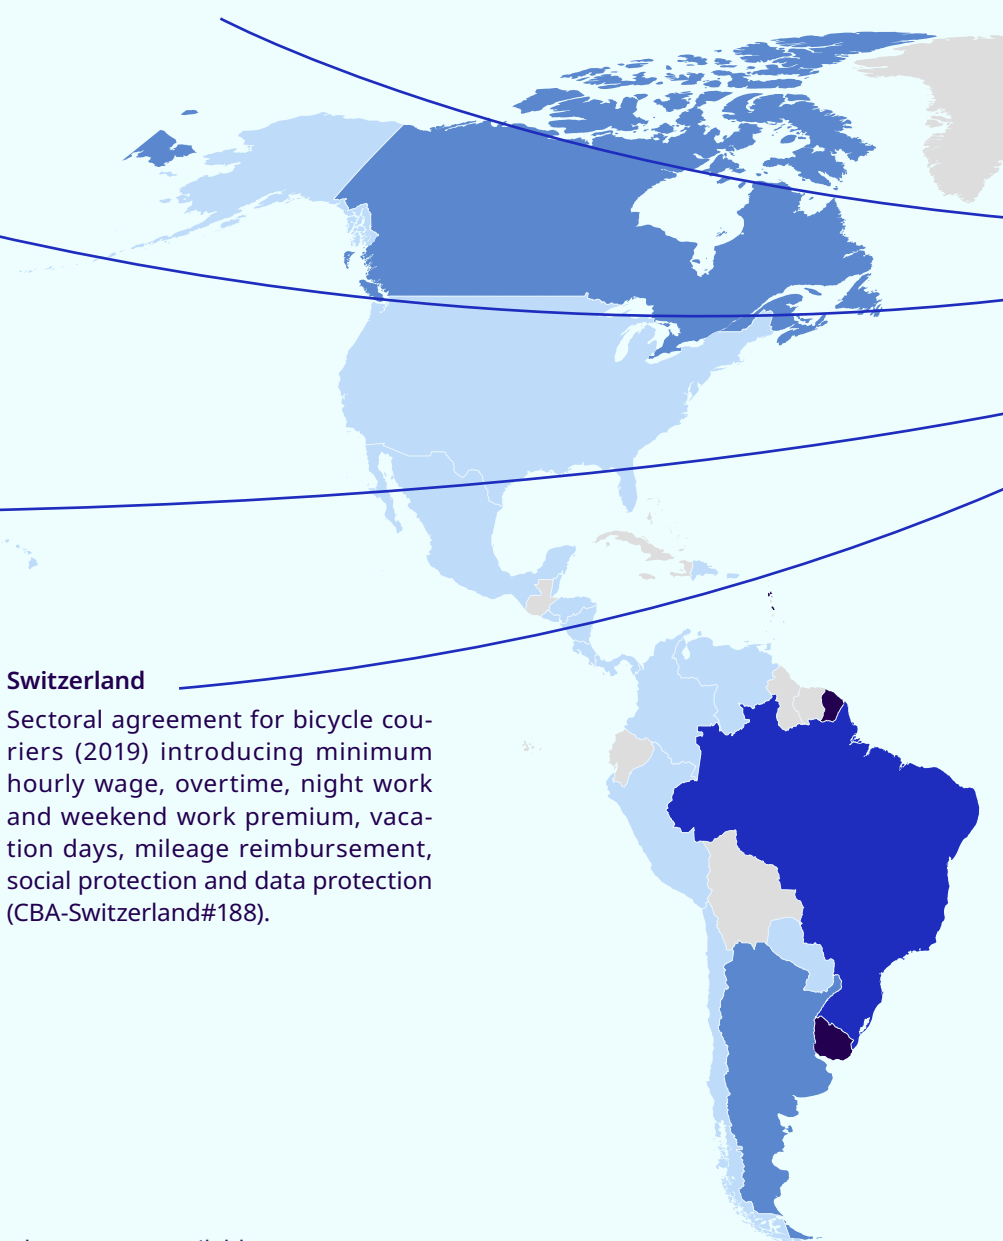 Switzerland
Sectoral agreement for bicycle cou-
riers (2019) introducing minimum
hourly wage, overtime, night work
and weekend work premium, vaca-
tion days, mileage reimbursement,
social protection and data protection
(CBA-Switzerland#188).